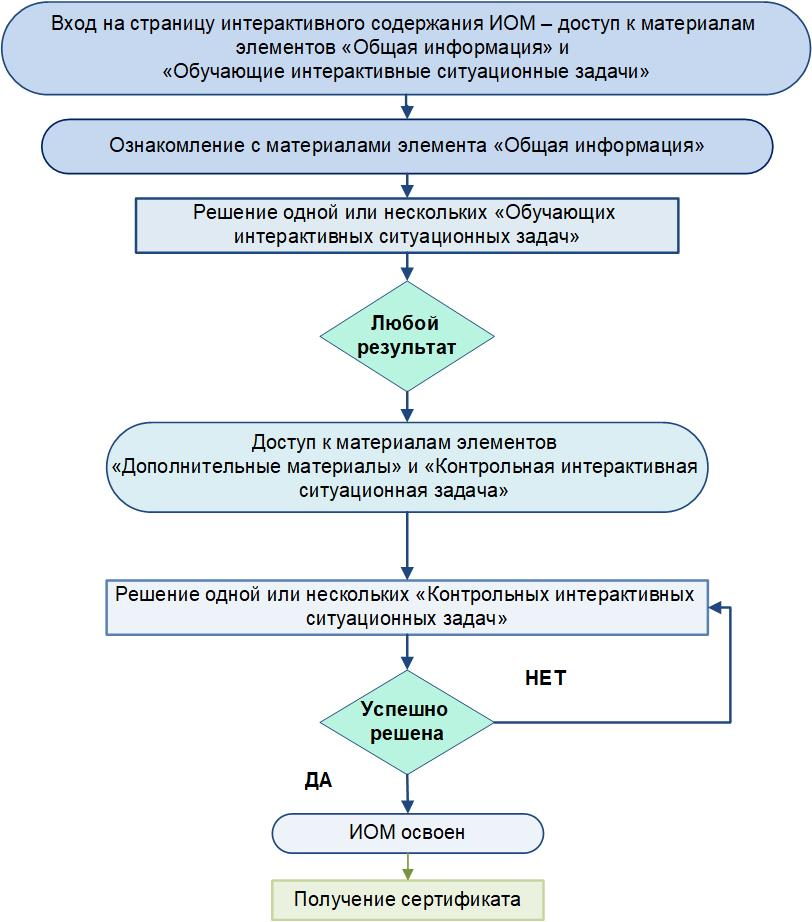 Вход на страницу интерактивного содержания ИОМ – доступ к материалам
элементов «Общая информация» и
«Обучающие интерактивные ситуационные задачи»
Ознакомление с материалами элемента «Общая информация»
Решение одной или нескольких «Обучающих
интерактивных ситуационных задач»
Любой
результат
Доступ к материалам элементов
«Дополнительные материалы» и «Контрольная интерактивная
ситуационная задача»
Решение одной или нескольких «Контрольных интерактивных
ситуационных задач»
НЕТ
Успешно
решена
ДА
ИОМ освоен
Получение сертификата